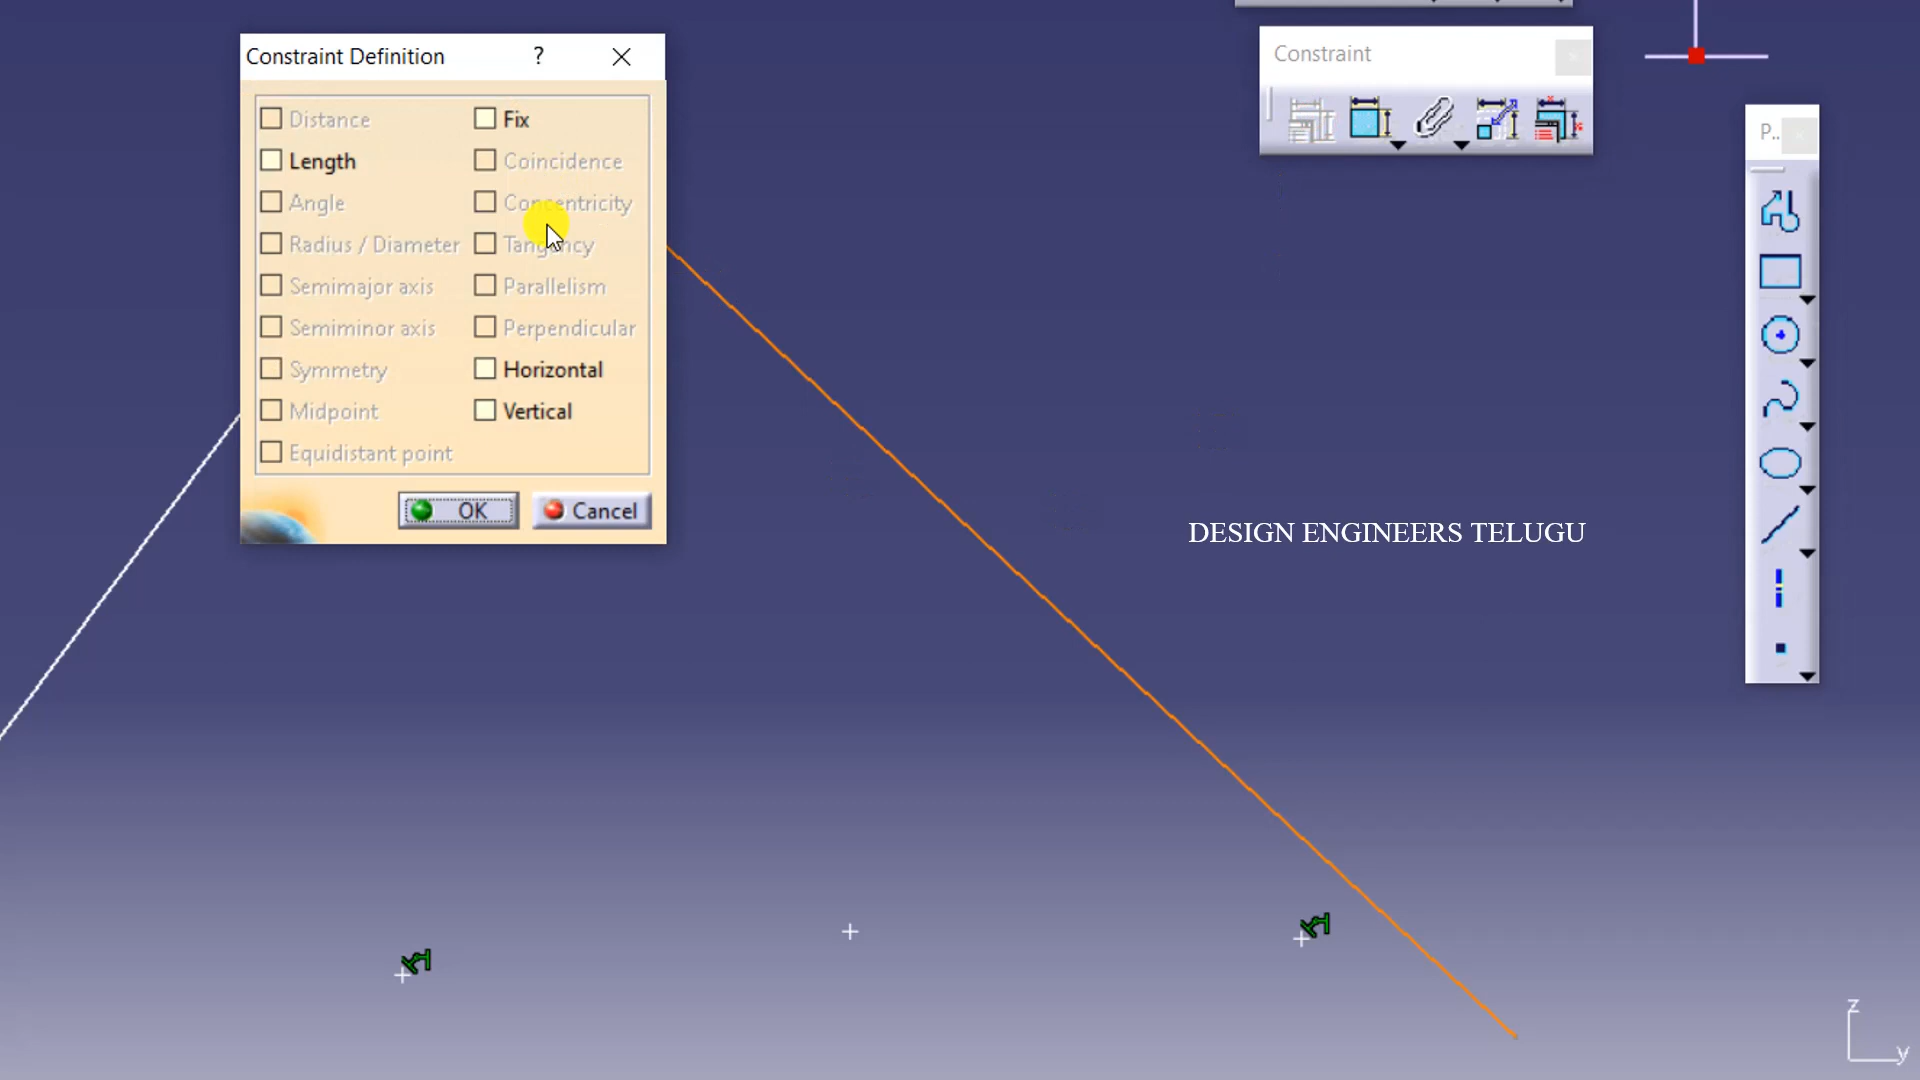 Constraint Definition ?
Distance
Fix
Length
Coincidence
Angle
Concentricity
Radius / Diameter
Tangency
Semimajor axis
Parallelism
Semiminor axis
Perpendicular
Symmetry
Horizontal
Midpoint
Vertical
Equidistant point
OK
Cancel
Constraint
P..
DESIGN ENGINEERS TELUGU
z
y